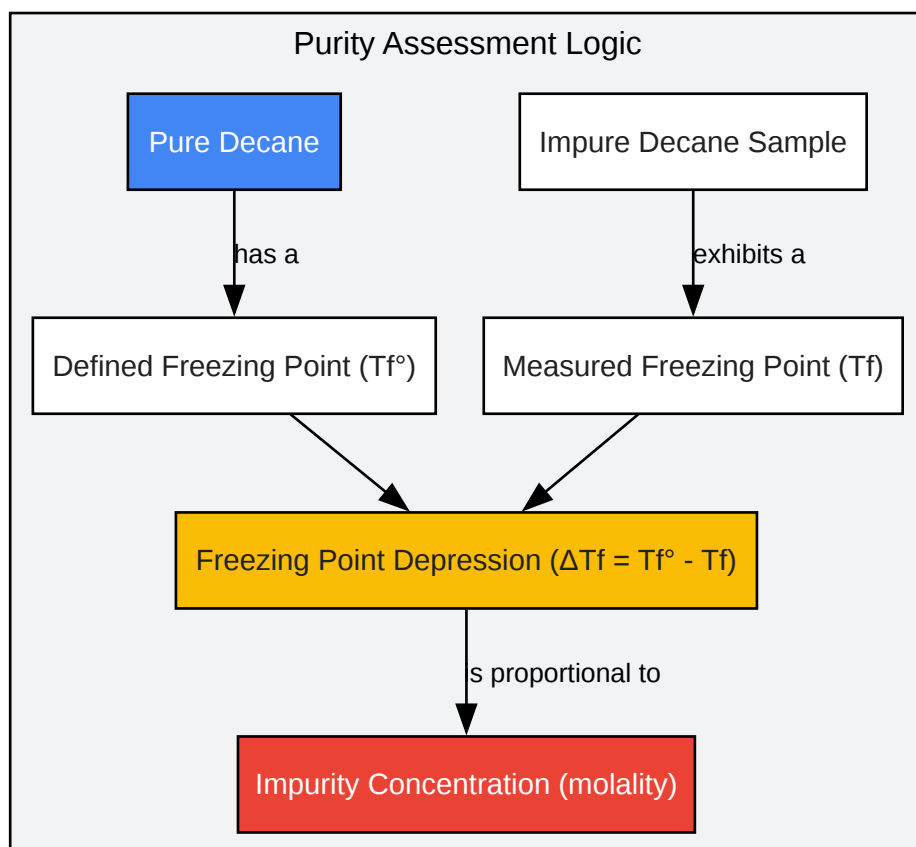 Purity Assessment Logic
Pure Decane
Impure Decane Sample
has a
exhibits a
Defined Freezing Point (Tf°)
Measured Freezing Point (Tf)
Freezing Point Depression (ΔTf = Tf° - Tf)
is proportional to
Impurity Concentration (molality)